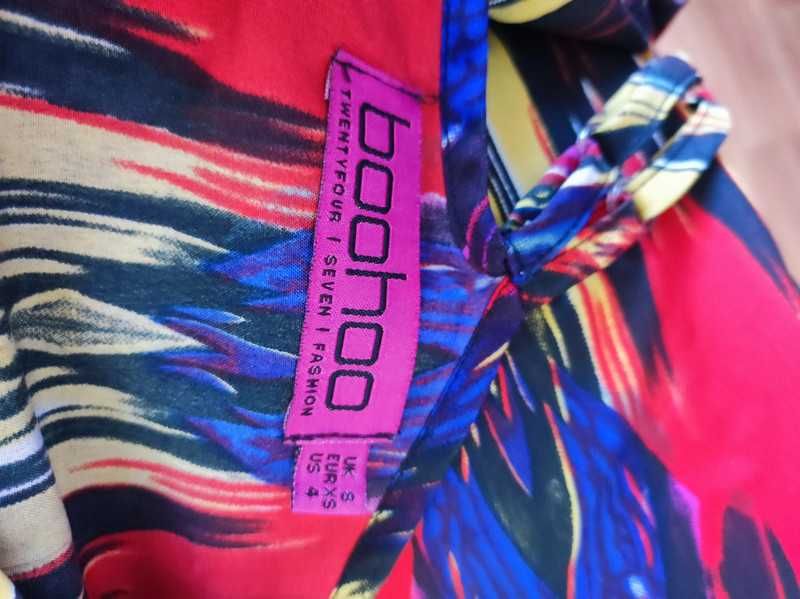 boohoo
TWENTYFOUR | SEVEN | FASHION
UK 8
EUR XS
US 4